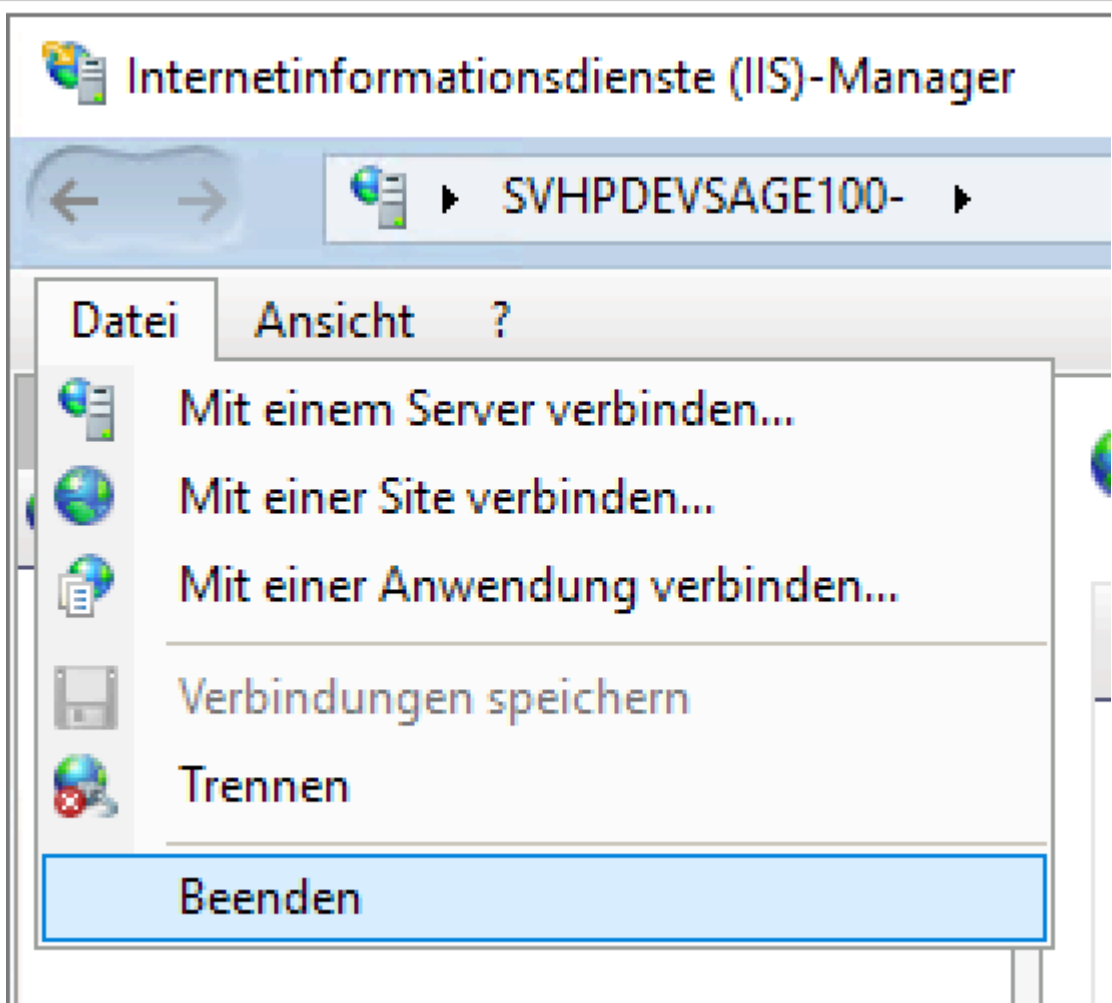 Internetinformationsdienste (IIS)-Manager
SVHPDEVSAGE100-
Datei Ansicht ?
Mit einem Server verbinden...
Mit einer Site verbinden...
Mit einer Anwendung verbinden...
Verbindungen speichern
Trennen
Beenden